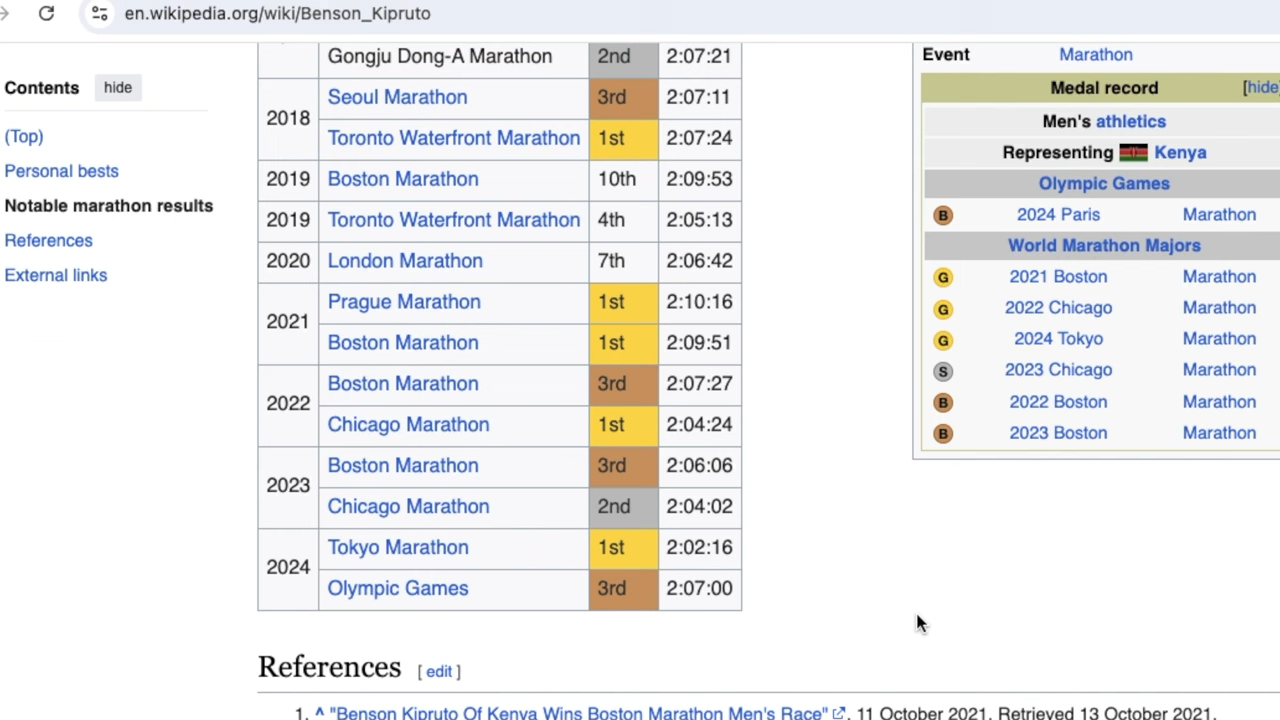 en.wikipedia.org/wiki/Benson_Kipruto
Contents hide
(Top)
Personal bests
Notable marathon results
References
External links
Gongju Dong-A Marathon 2nd 2:07:21
2018 Seoul Marathon 3rd 2:07:11
Toronto Waterfront Marathon 1st 2:07:24
2019 Boston Marathon 10th 2:09:53
2019 Toronto Waterfront Marathon 4th 2:05:13
2020 London Marathon 7th 2:06:42
2021 Prague Marathon 1st 2:10:16
Boston Marathon 1st 2:09:51
2022 Boston Marathon 3rd 2:07:27
Chicago Marathon 1st 2:04:24
2023 Boston Marathon 3rd 2:06:06
Chicago Marathon 2nd 2:04:02
2024 Tokyo Marathon 1st 2:02:16
Olympic Games 3rd 2:07:00
Event Marathon
Medal record [hide
Men's athletics
Representing Kenya
Olympic Games
B 2024 Paris Marathon
World Marathon Majors
G 2021 Boston Marathon
G 2022 Chicago Marathon
G 2024 Tokyo Marathon
S 2023 Chicago Marathon
B 2022 Boston Marathon
B 2023 Boston Marathon
References [ edit ]
1. ^ "Benson Kipruto Of Kenya Wins Boston Marathon Men's Race". 11 October 2021. Retrieved 13 October 2021.